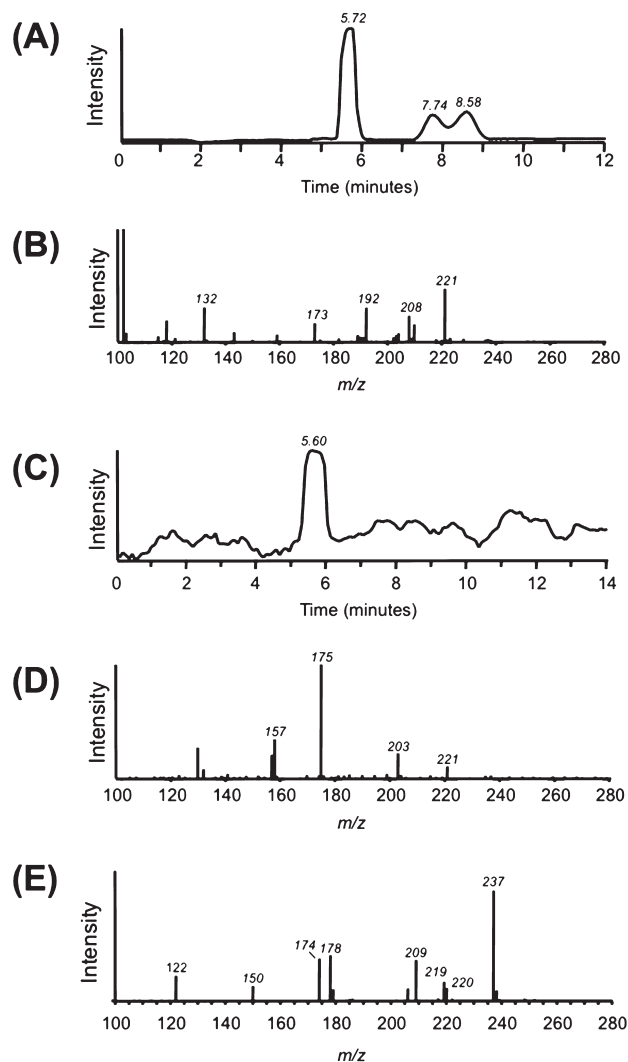 (A)
Intensity
5.72
7.74
8.58
0 2 4 6 8 10 12
Time (minutes)
(B)
Intensity
132
173
192
208
221
100 120 140 160 180 200 220 240 260 280
m/z
(C)
Intensity
5.60
0 2 4 6 8 10 12 14
Time (minutes)
(D)
Intensity
175
157
203
221
100 120 140 160 180 200 220 240 260 280
m/z
(E)
Intensity
237
174 178
209
122
150
219
220
100 120 140 160 180 200 220 240 260 280
m/z